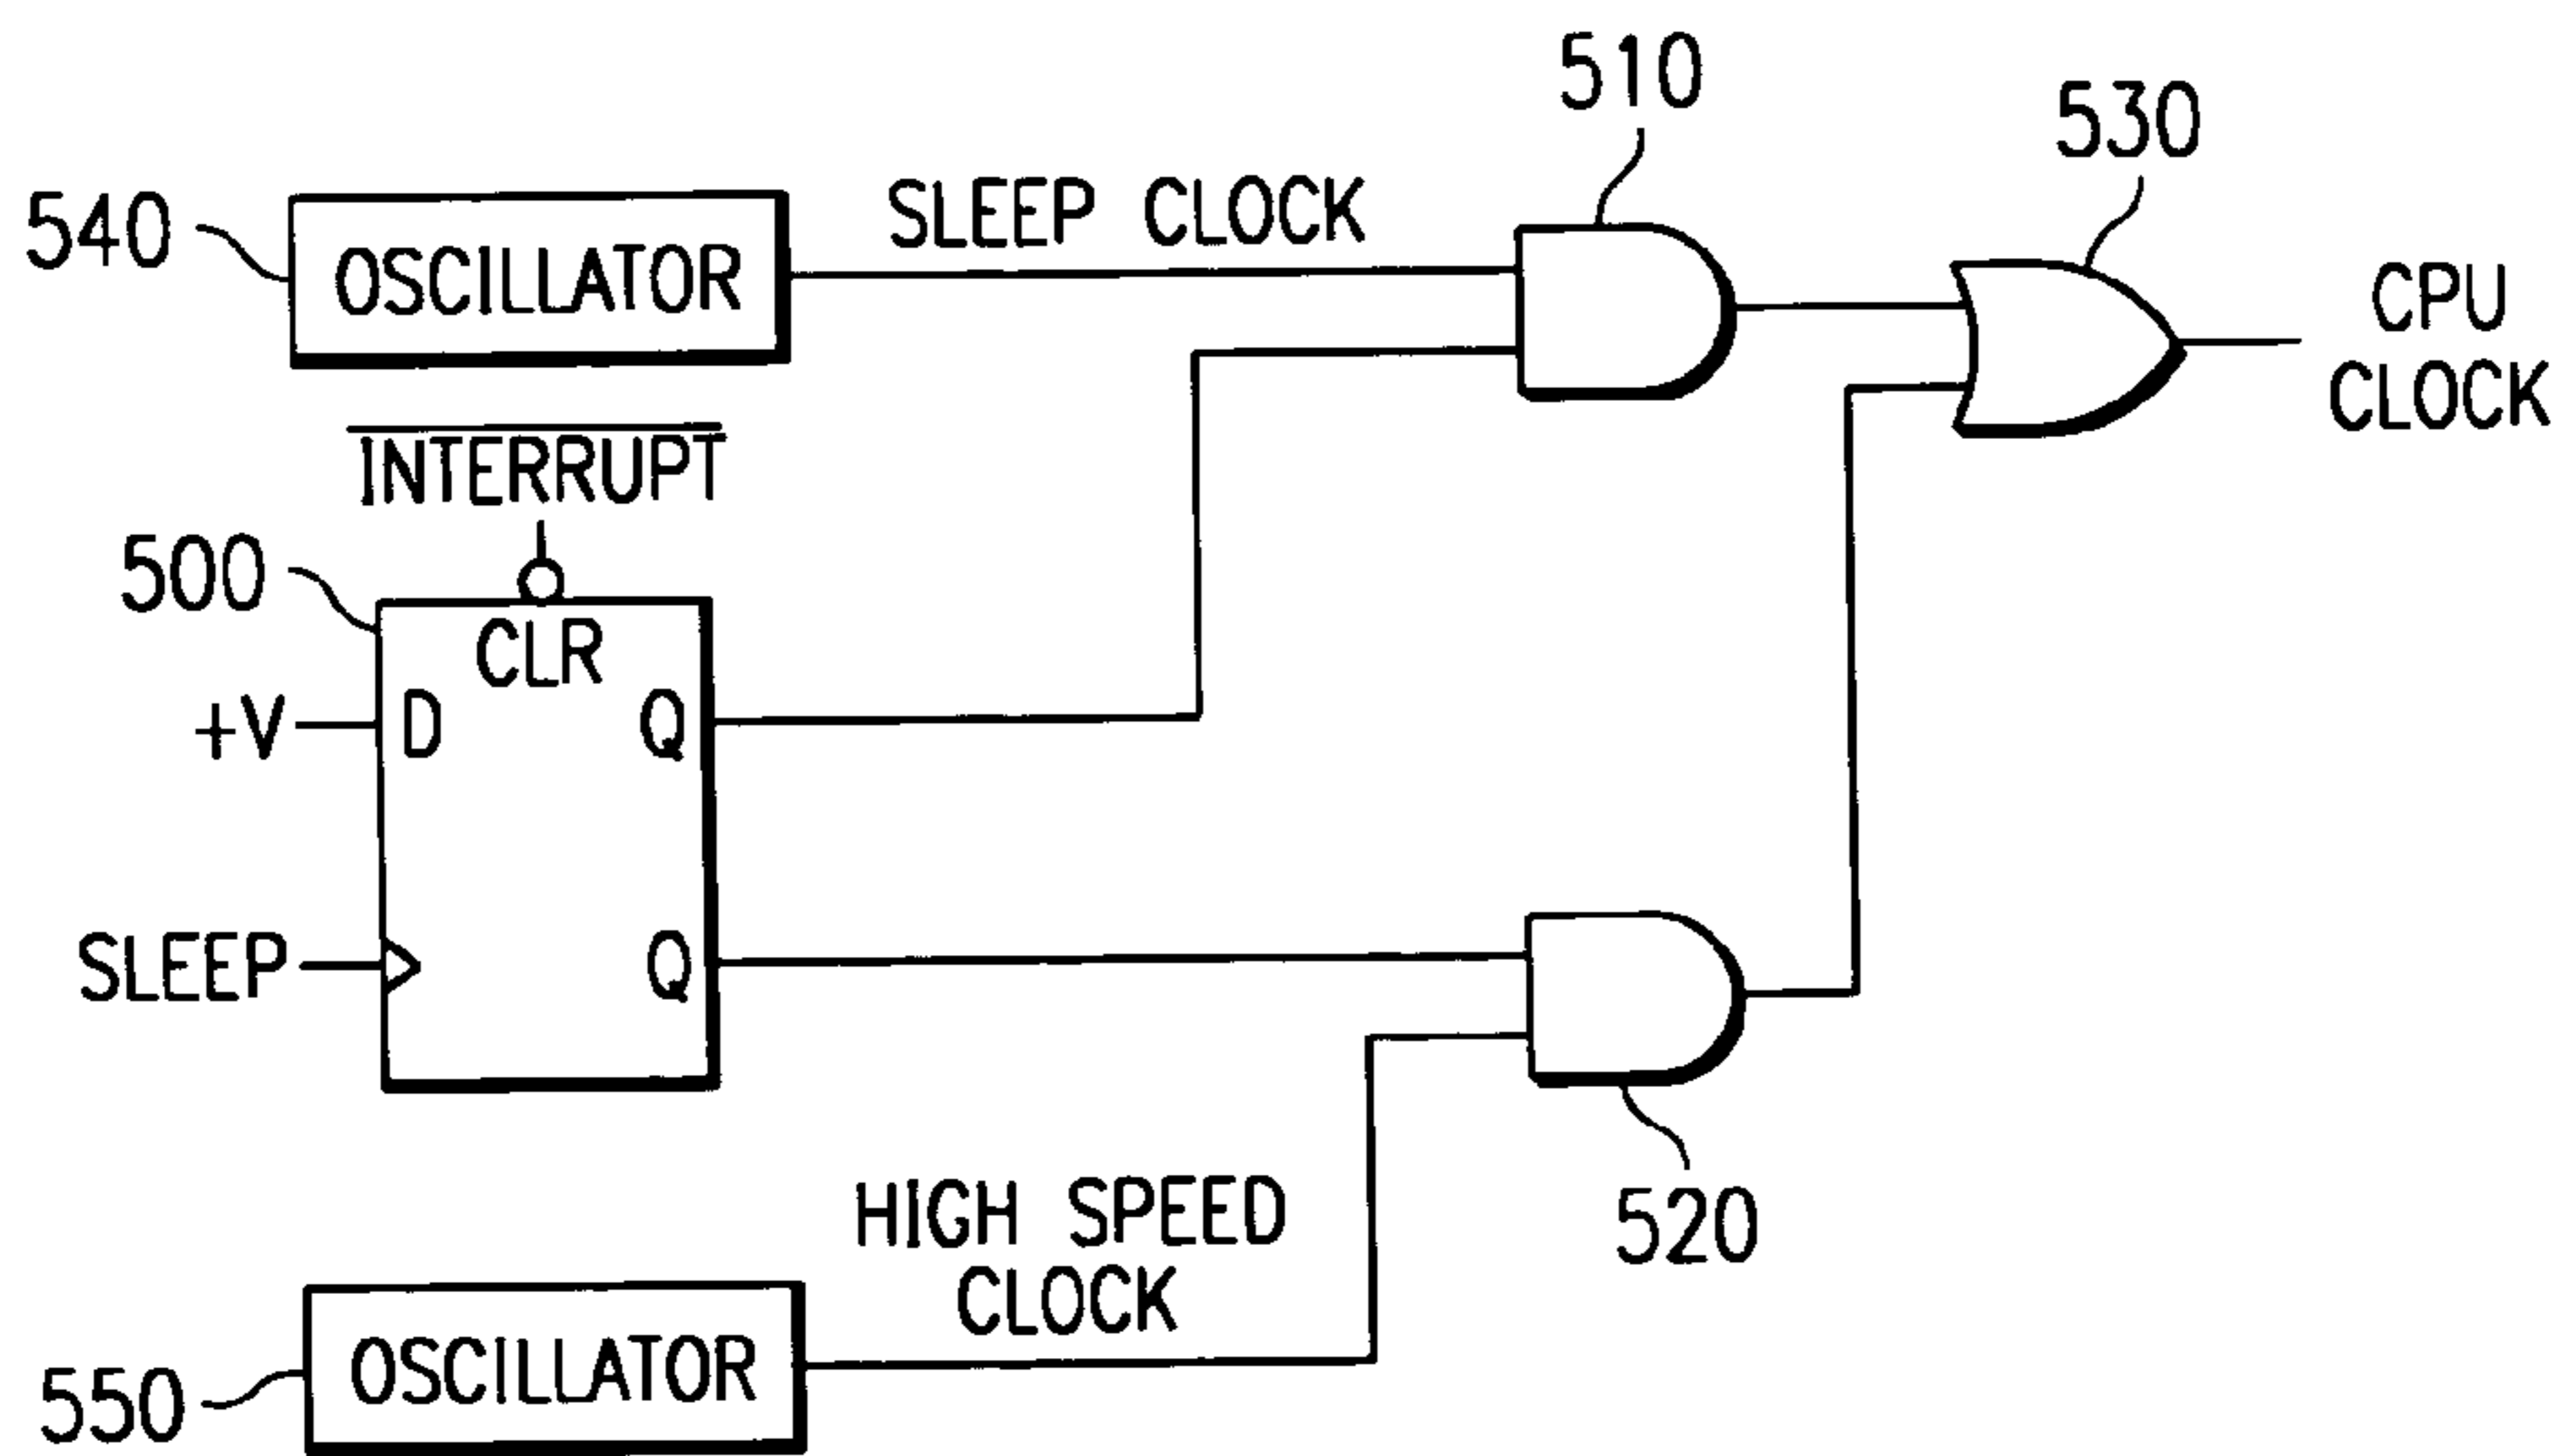 510
530
540
OSCILLATOR
SLEEP CLOCK
CPU
CLOCK
INTERRUPT
500
CLR
+V
D
Q
SLEEP
Q
520
HIGH SPEED
CLOCK
550
OSCILLATOR